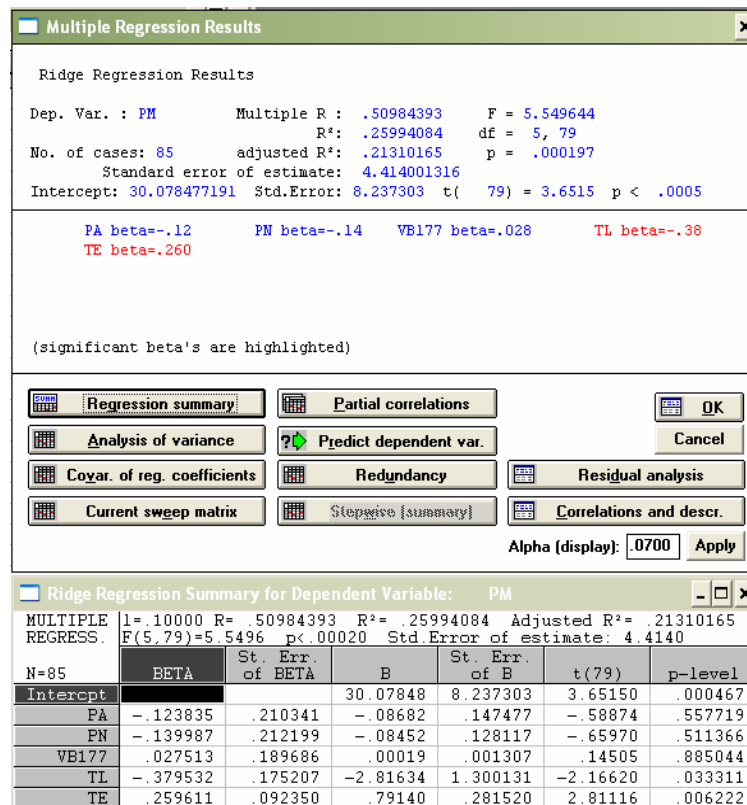 Multiple Regression Results
Ridge Regression Results
Dep. Var. : PM Multiple R : .50984393 F = 5.549644
R²: .25994084 df = 5, 79
No. of cases: 85 adjusted R²: .21310165 p = .000197
Standard error of estimate: 4.414001316
Intercept: 30.078477191 Std.Error: 8.237303 t( 79) = 3.6515 p < .0005
PA beta=-.12 PN beta=-.14 VB177 beta=.028 TL beta=-.38
TE beta=.260
(significant beta's are highlighted)
Regression summary Partial correlations OK
Analysis of variance Predict dependent var. Cancel
Covar. of reg. coefficients Redundancy Residual analysis
Current sweep matrix Stepwise (summary) Correlations and descr.
Alpha (display): .0700 Apply
Ridge Regression Summary for Dependent Variable: PM
MULTIPLE l=.10000 R= .50984393 R²= .25994084 Adjusted R²= .21310165
REGRESS. F(5,79)=5.5496 p<.00020 Std.Error of estimate: 4.4140
St. Err. St. Err.
N=85 BETA of BETA B of B t(79) p-level
Intercpt 30.07848 8.237303 3.65150 .000467
PA -.123835 .210341 -.08682 .147477 -.58874 .557719
PN -.139987 .212199 -.08452 .128117 -.65970 .511366
VB177 .027513 .189686 .00019 .001307 .14505 .885044
TL -.379532 .175207 -2.81634 1.300131 -2.16620 .033311
TE .259611 .092350 .79140 .281520 2.81116 .006222